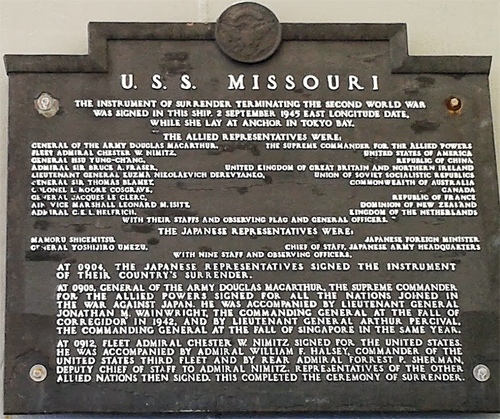 U.S.S. MISSOURI
THE INSTRUMENT OF SURRENDER TERMINATING THE SECOND WORLD WAR
WAS SIGNED IN THIS SHIP, 2 SEPTEMBER 1945 EAST LONGITUDE DATE,
WHILE SHE LAY AT ANCHOR IN TOKYO BAY.
THE ALLIED REPRESENTATIVES WERE:
GENERAL OF THE ARMY DOUGLAS MACARTHUR, THE SUPREME COMMANDER FOR THE ALLIED POWERS
FLEET ADMIRAL CHESTER W. NIMITZ, UNITED STATES OF AMERICA
GENERAL HSU YUNG-CHANG, REPUBLIC OF CHINA
ADMIRAL SIR BRUCE A. FRASER, UNITED KINGDOM OF GREAT BRITAIN AND NORTHERN IRELAND
LIEUTENANT GENERAL KUZMA NIKOLAEVICH DEREVYANKO, UNION OF SOVIET SOCIALISTIC REPUBLICS
GENERAL SIR THOMAS BLAMEY, COMMONWEALTH OF AUSTRALIA
COLONEL L. MOORE COSGRAVE, CANADA
GENERAL JACQUES LE CLERC, REPUBLIC OF FRANCE
AIR VICE MARSHAL LEONARD M. ISITT, DOMINION OF NEW ZEALAND
ADMIRAL C.E.L. HELFRICH, KINGDOM OF THE NETHERLANDS
WITH THEIR STAFFS AND OBSERVING FLAG AND GENERAL OFFICERS.
THE JAPANESE REPRESENTATIVES WERE:
MAMORU SHIGEMITSU, JAPANESE FOREIGN MINISTER
GENERAL YOSHIJIRO UMEZU, CHIEF OF STAFF, JAPANESE ARMY HEADQUARTERS
WITH NINE STAFF AND OBSERVING OFFICERS.
AT 0904, THE JAPANESE REPRESENTATIVES SIGNED THE INSTRUMENT
OF THEIR COUNTRY'S SURRENDER.
AT 0908, GENERAL OF THE ARMY DOUGLAS MACARTHUR, THE SUPREME COMMANDER
FOR THE ALLIED POWERS SIGNED FOR ALL THE NATIONS JOINED IN
THE WAR AGAINST JAPAN. HE WAS ACCOMPANIED BY LIEUTENANT GENERAL
JONATHAN M. WAINWRIGHT, THE COMMANDING GENERAL AT THE FALL OF
CORREGIDOR IN 1942, AND BY LIEUTENANT GENERAL ARTHUR PERCIVAL,
THE COMMANDING GENERAL AT THE FALL OF SINGAPORE IN THE SAME YEAR.
AT 0912, FLEET ADMIRAL CHESTER W. NIMITZ SIGNED FOR THE UNITED STATES.
HE WAS ACCOMPANIED BY ADMIRAL WILLIAM F. HALSEY, COMMANDER OF THE
UNITED STATES THIRD FLEET AND BY REAR ADMIRAL FORREST P. SHERMAN,
DEPUTY CHIEF OF STAFF TO ADMIRAL NIMITZ. REPRESENTATIVES OF THE OTHER
ALLIED NATIONS THEN SIGNED. THIS COMPLETED THE CEREMONY OF SURRENDER.